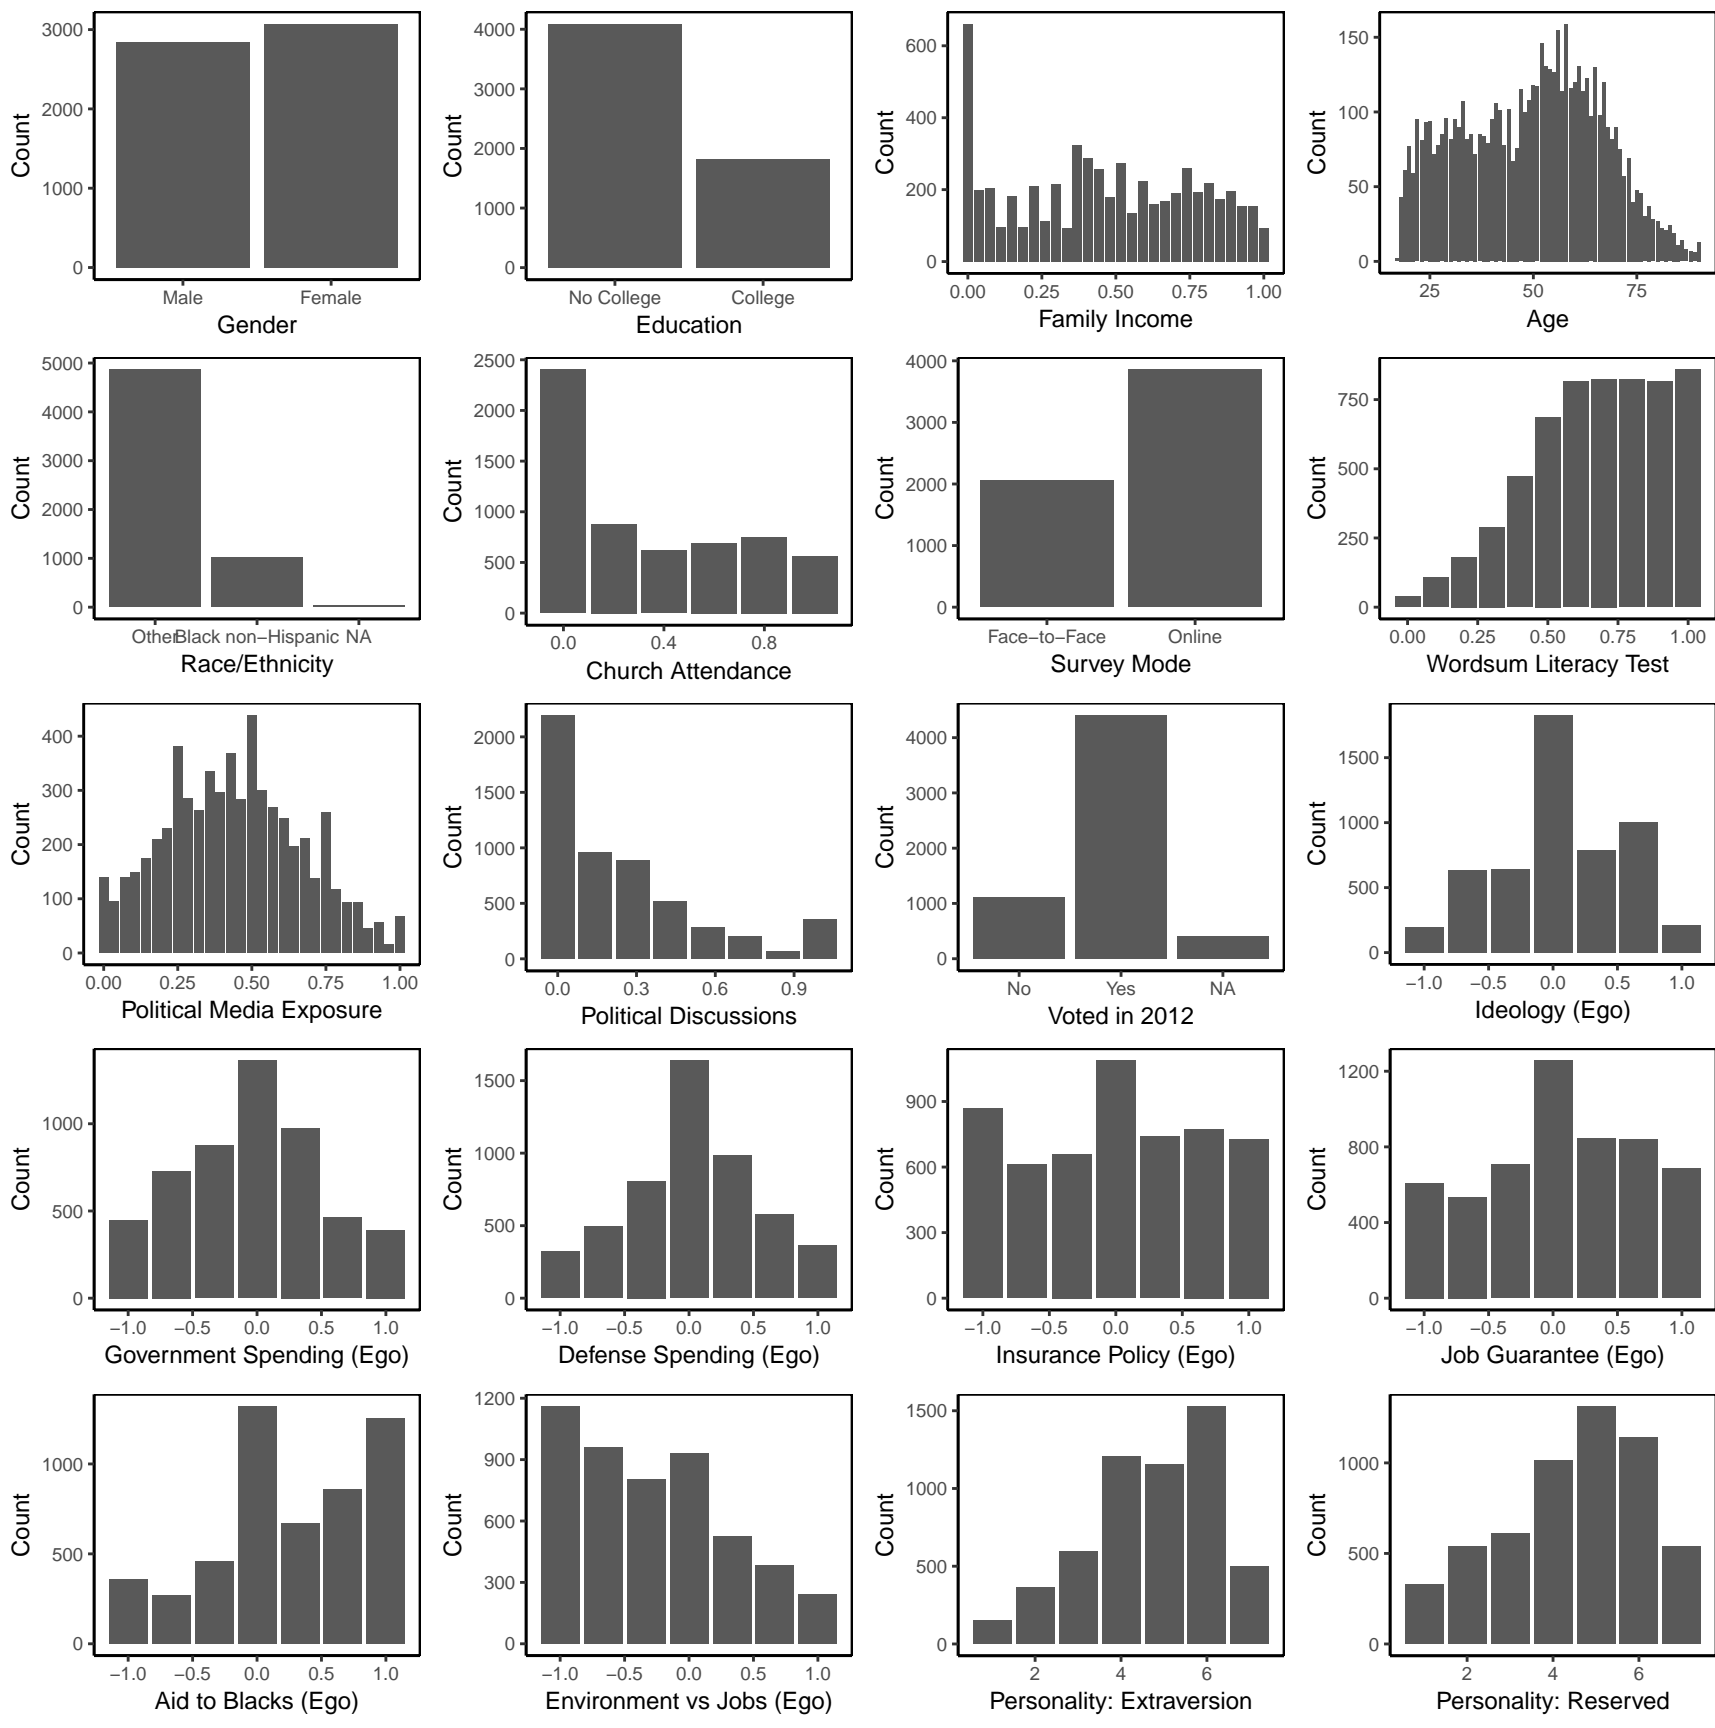 Count
3000
2000
1000
0
Male Female
Gender
Count
4000
3000
2000
1000
0
No College College
Education
Count
600
400
200
0
0.00 0.25 0.50 0.75 1.00
Family Income
Count
150
100
50
0
25 50 75
Age
Count
5000
4000
3000
2000
1000
0
Other Black non−Hispanic NA
Race/Ethnicity
Count
2500
2000
1500
1000
500
0
0.0 0.4 0.8
Church Attendance
Count
4000
3000
2000
1000
0
Face−to−Face Online
Survey Mode
Count
750
500
250
0
0.00 0.25 0.50 0.75 1.00
Wordsum Literacy Test
Count
400
300
200
100
0
0.00 0.25 0.50 0.75 1.00
Political Media Exposure
Count
2000
1500
1000
500
0
0.0 0.3 0.6 0.9
Political Discussions
Count
4000
3000
2000
1000
0
No Yes NA
Voted in 2012
Count
1500
1000
500
0
−1.0 −0.5 0.0 0.5 1.0
Ideology (Ego)
Count
1000
500
0
−1.0 −0.5 0.0 0.5 1.0
Government Spending (Ego)
Count
1500
1000
500
0
−1.0 −0.5 0.0 0.5 1.0
Defense Spending (Ego)
Count
900
600
300
0
−1.0 −0.5 0.0 0.5 1.0
Insurance Policy (Ego)
Count
1200
800
400
0
−1.0 −0.5 0.0 0.5 1.0
Job Guarantee (Ego)
Count
1000
500
0
−1.0 −0.5 0.0 0.5 1.0
Aid to Blacks (Ego)
Count
1200
900
600
300
0
−1.0 −0.5 0.0 0.5 1.0
Environment vs Jobs (Ego)
Count
1500
1000
500
0
2 4 6
Personality: Extraversion
Count
1000
500
0
2 4 6
Personality: Reserved